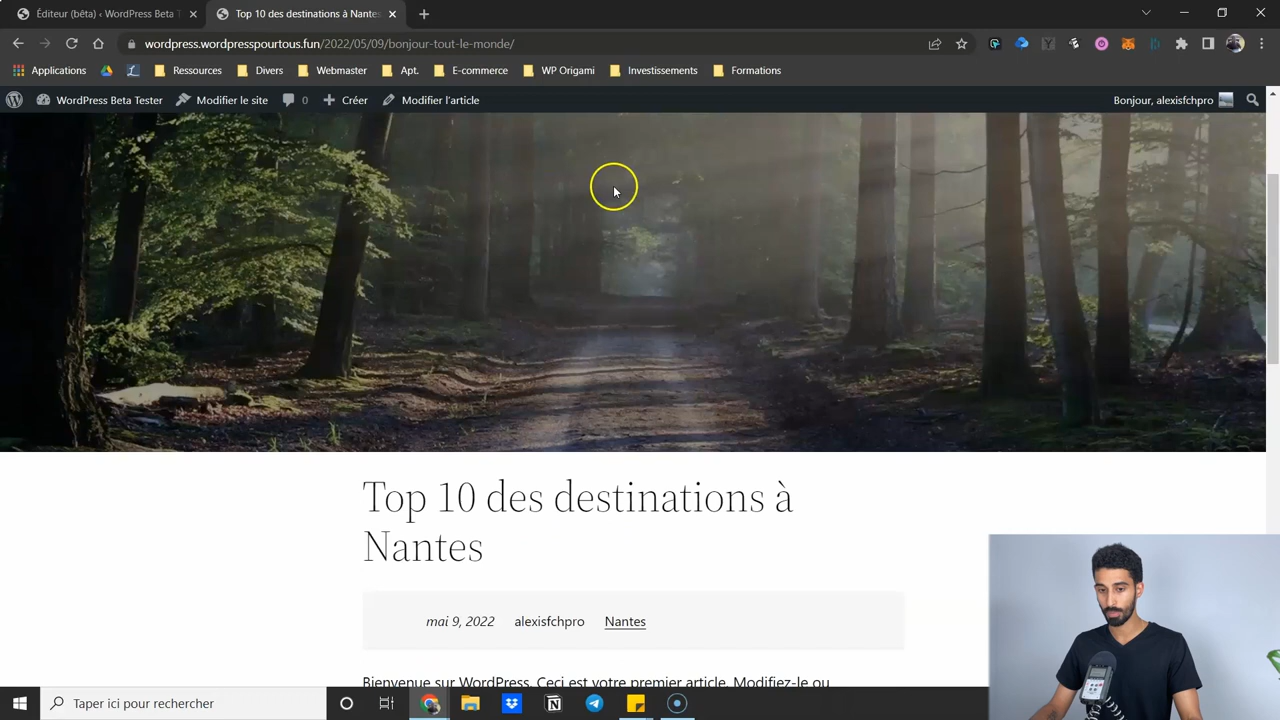 Éditeur (bêta) ‹ WordPress Beta T
Top 10 des destinations à Nantes
wordpress.wordpresspourtous.fun/2022/05/09/bonjour-tout-le-monde/
Applications Ressources Divers Webmaster Apt. E-commerce WP Origami Investissements Formations
WordPress Beta Tester Modifier le site 0 Créer Modifier l'article Bonjour, alexisfchpro
Top 10 des destinations à
Nantes
mai 9, 2022 alexisfchpro Nantes
Bienvenue sur WordPress. Ceci est votre premier article. Modifiez-le ou
Taper ici pour rechercher